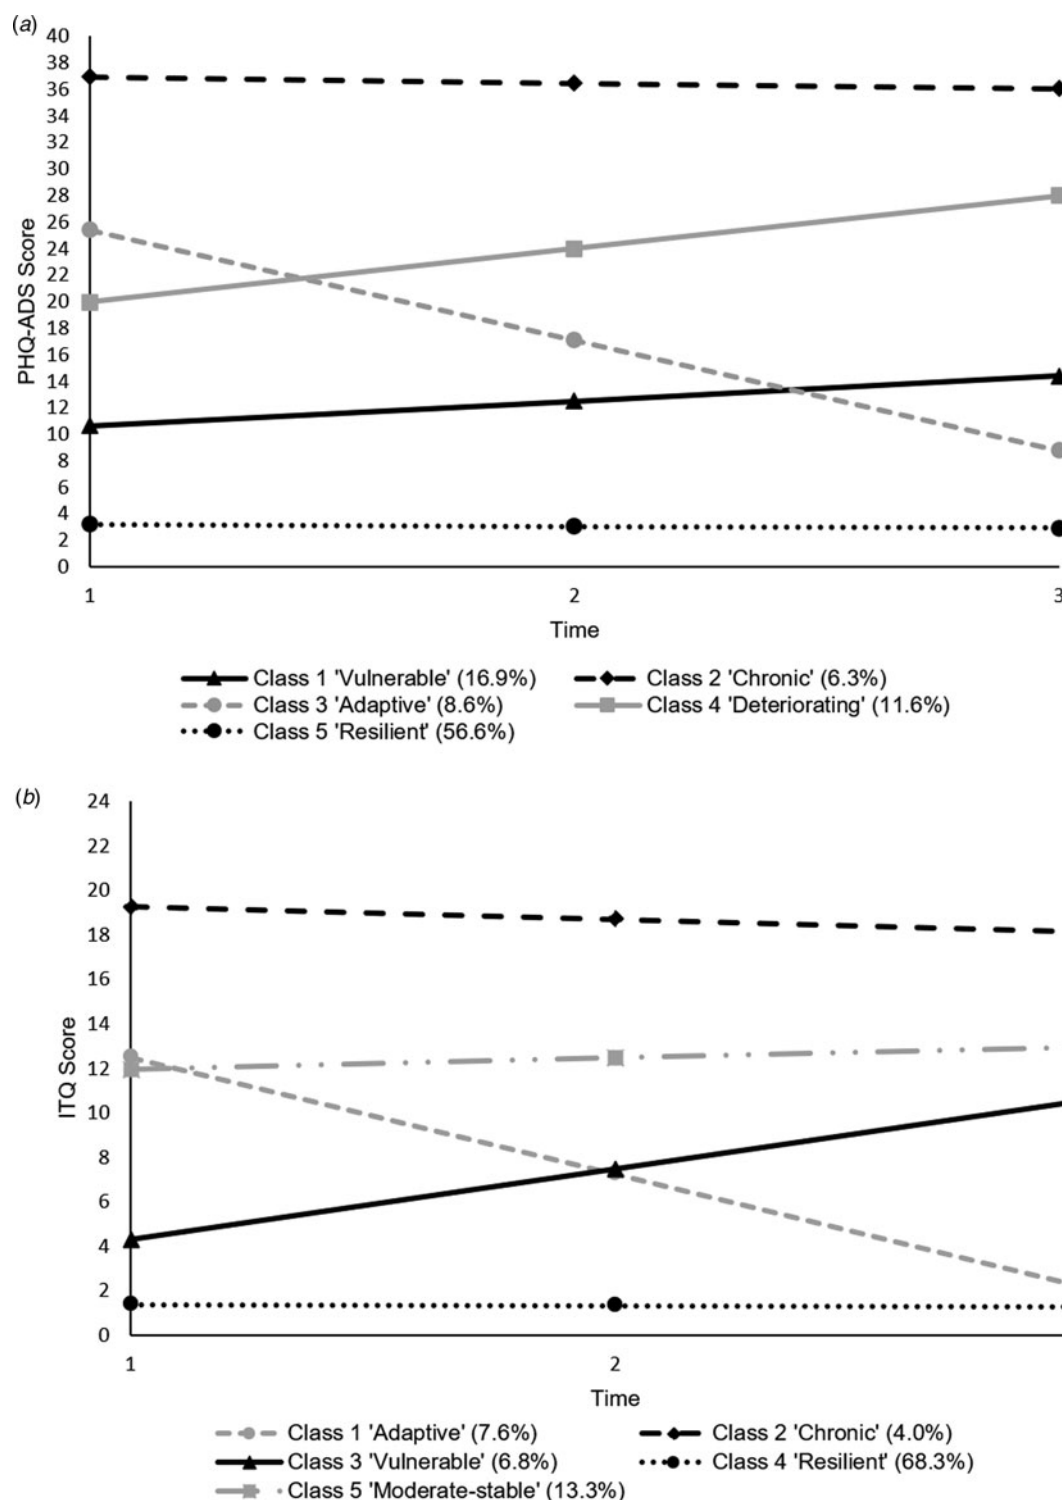 (a)
40
38
36
34
32
30
28
26
24
22
20
18
16
14
12
10
8
6
4
2
0
PHQ-ADS Score
1 2 3
Time
Class 1 'Vulnerable' (16.9%) Class 2 'Chronic' (6.3%)
Class 3 'Adaptive' (8.6%) Class 4 'Deteriorating' (11.6%)
Class 5 'Resilient' (56.6%)
(b)
24
22
20
18
16
14
12
10
8
6
4
2
0
ITQ Score
1 2
Time
Class 1 'Adaptive' (7.6%) Class 2 'Chronic' (4.0%)
Class 3 'Vulnerable' (6.8%) Class 4 'Resilient' (68.3%)
Class 5 'Moderate-stable' (13.3%)